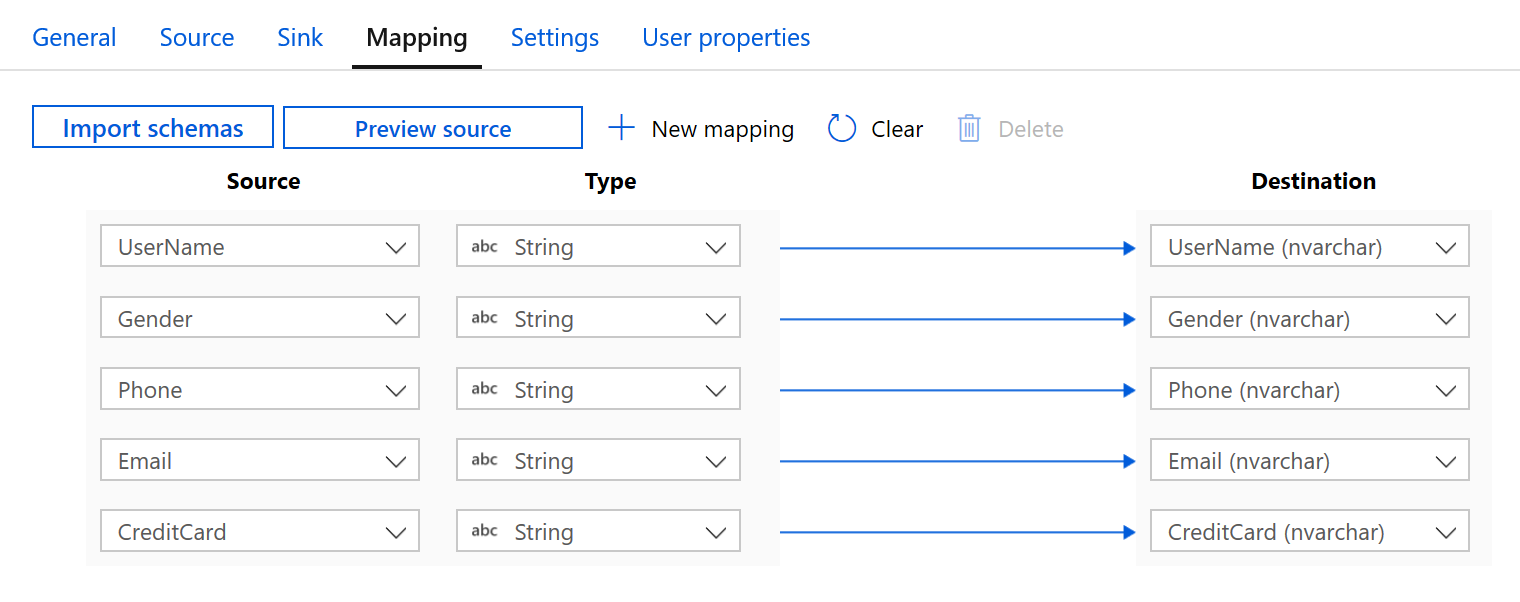 General Source Sink Mapping Settings User properties
Import schemas Preview source New mapping Clear Delete
Source Type Destination
UserName abc String UserName (nvarchar)
Gender abc String Gender (nvarchar)
Phone abc String Phone (nvarchar)
Email abc String Email (nvarchar)
CreditCard abc String CreditCard (nvarchar)